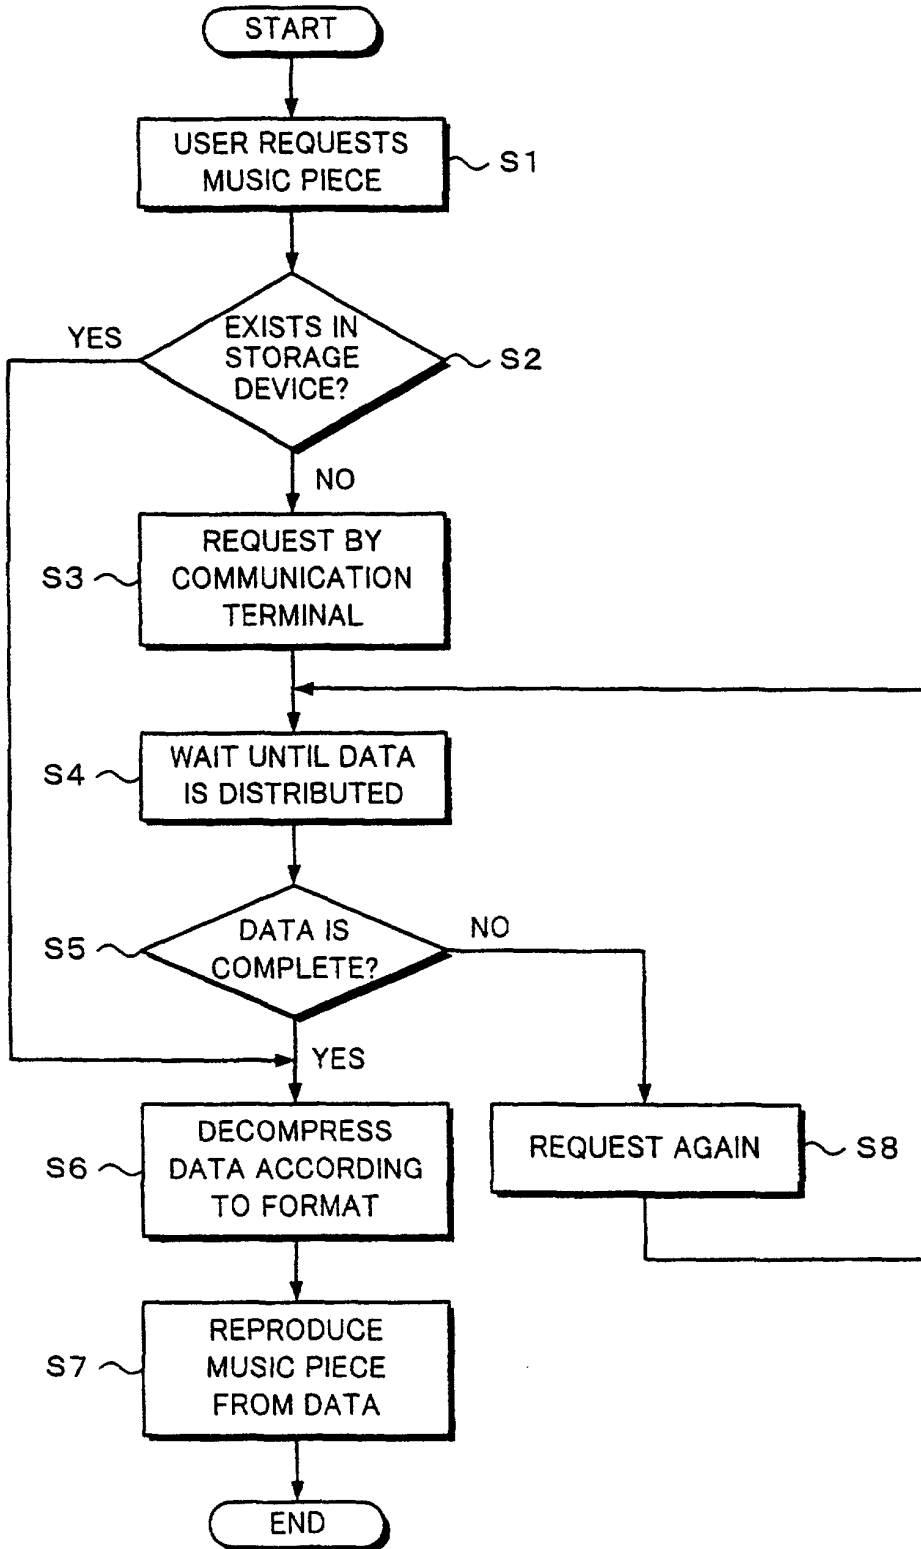 START
USER REQUESTS
MUSIC PIECE
S1
YES
EXISTS IN
STORAGE
DEVICE?
S2
NO
S3
REQUEST BY
COMMUNICATION
TERMINAL
S4
WAIT UNTIL DATA
IS DISTRIBUTED
S5
DATA IS
COMPLETE?
NO
YES
S6
DECOMPRESS
DATA ACCORDING
TO FORMAT
REQUEST AGAIN
S8
S7
REPRODUCE
MUSIC PIECE
FROM DATA
END